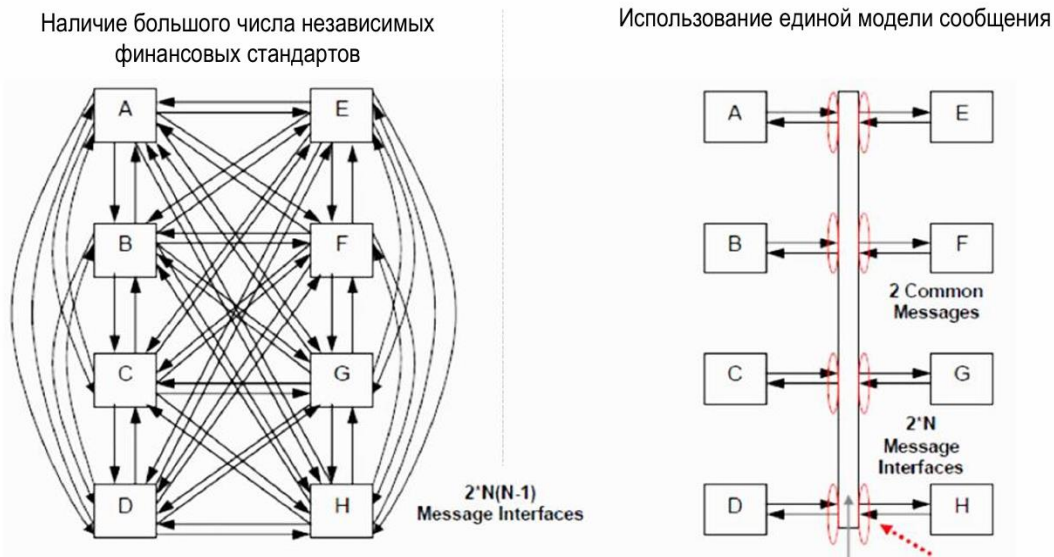 Наличие большого числа независимых
финансовых стандартов
A
E
B
F
C
G
D
H
2*N(N-1)
Message Interfaces
Использование единой модели сообщения
A
E
B
F
2 Common
Messages
C
G
2*N
Message
Interfaces
D
H